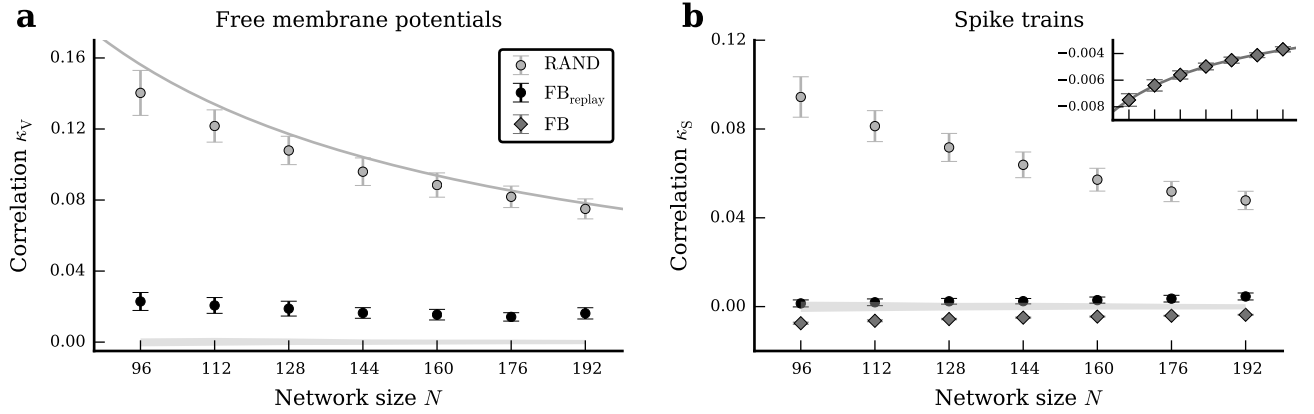 a
Free membrane potentials
0.16
0.12
0.08
0.04
0.00
Correlation κV
RAND
FBreplay
FB
96 112 128 144 160 176 192
Network size N
b
Spike trains
0.12
0.08
0.04
0.00
Correlation κS
−0.004
−0.006
−0.008
96 112 128 144 160 176 192
Network size N